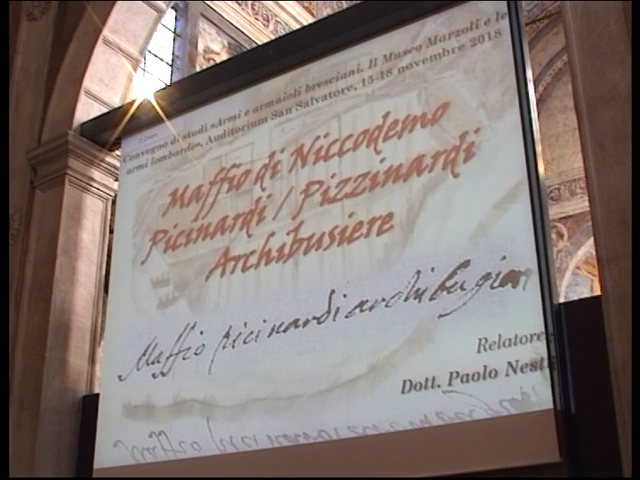 Convegno di studi «Armi e armaioli bresciani. Il Museo Marzoli e le
armi lombarde», Auditorium San Salvatore, 15-18 novembre 2018
Maffio di Niccodemo
Picinardi / Pizzinardi
Archibusiere
Maffio picinardi archibugier
Relatore
Dott. Paolo